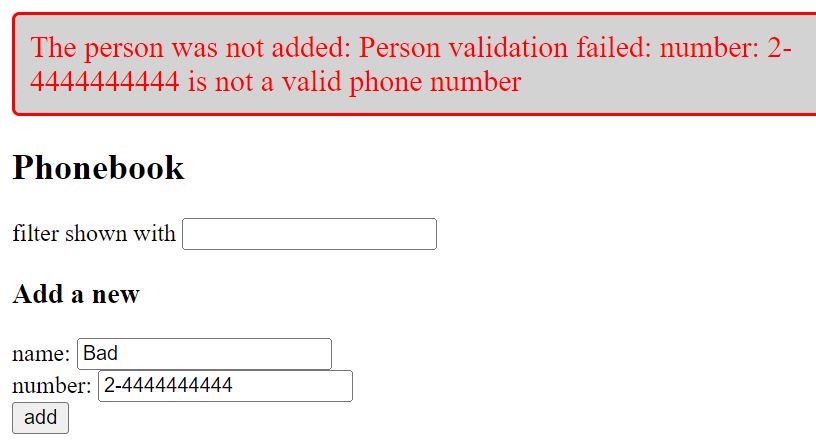 The person was not added: Person validation failed: number: 2-
4444444444 is not a valid phone number
Phonebook
filter shown with
Add a new
name: Bad
number: 2-4444444444
add